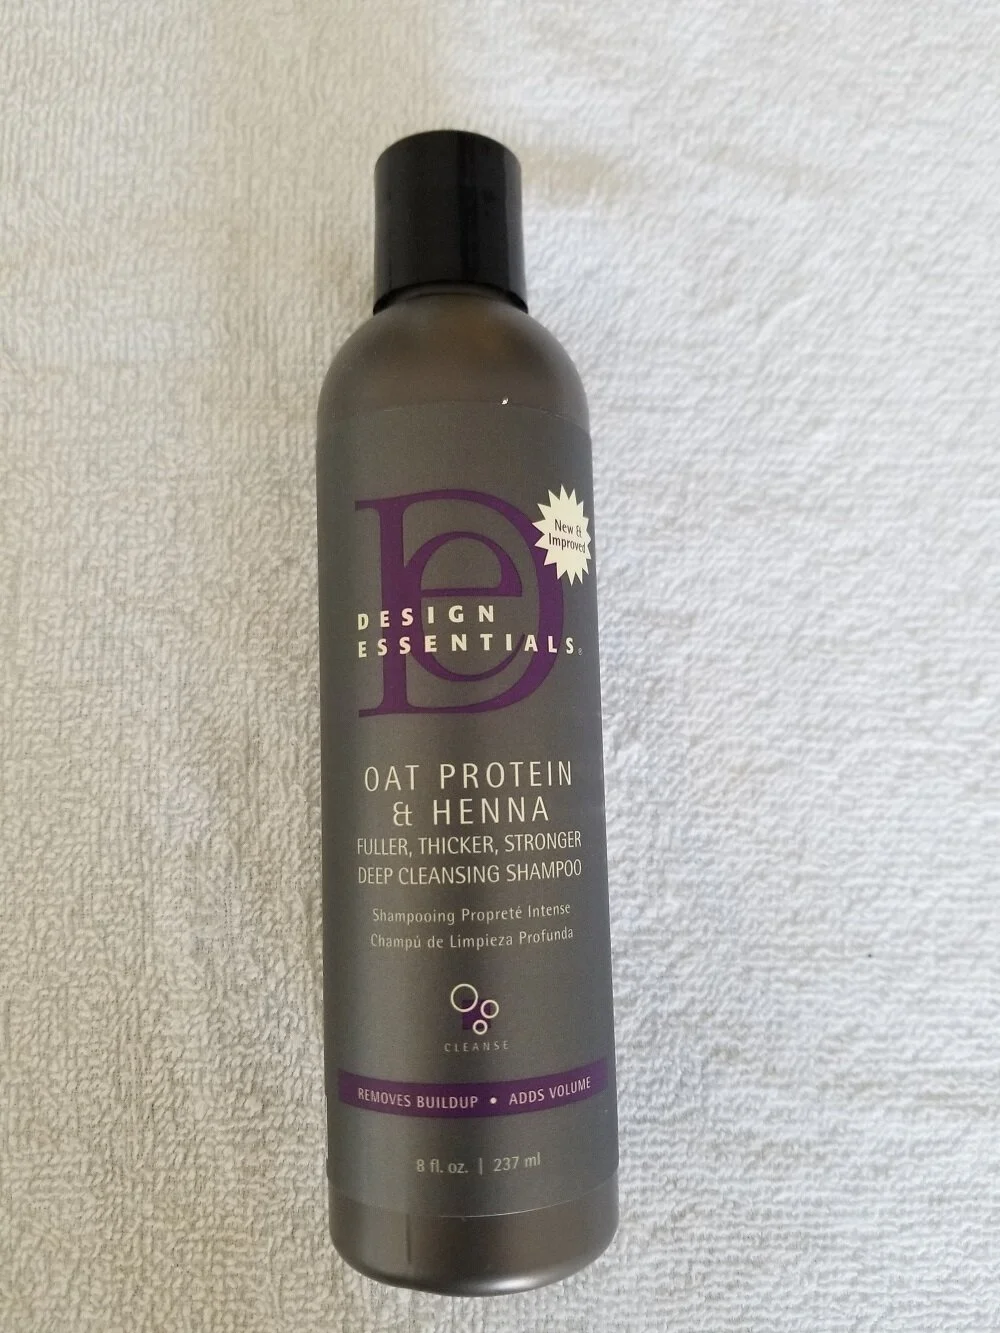 New &
Improved
DESIGN
ESSENTIALS®
OAT PROTEIN
& HENNA
FULLER, THICKER, STRONGER
DEEP CLEANSING SHAMPOO
Shampooing Propreté Intense
Champú de Limpieza Profunda
CLEANSE
REMOVES BUILDUP • ADDS VOLUME
8 fl. oz. | 237 ml